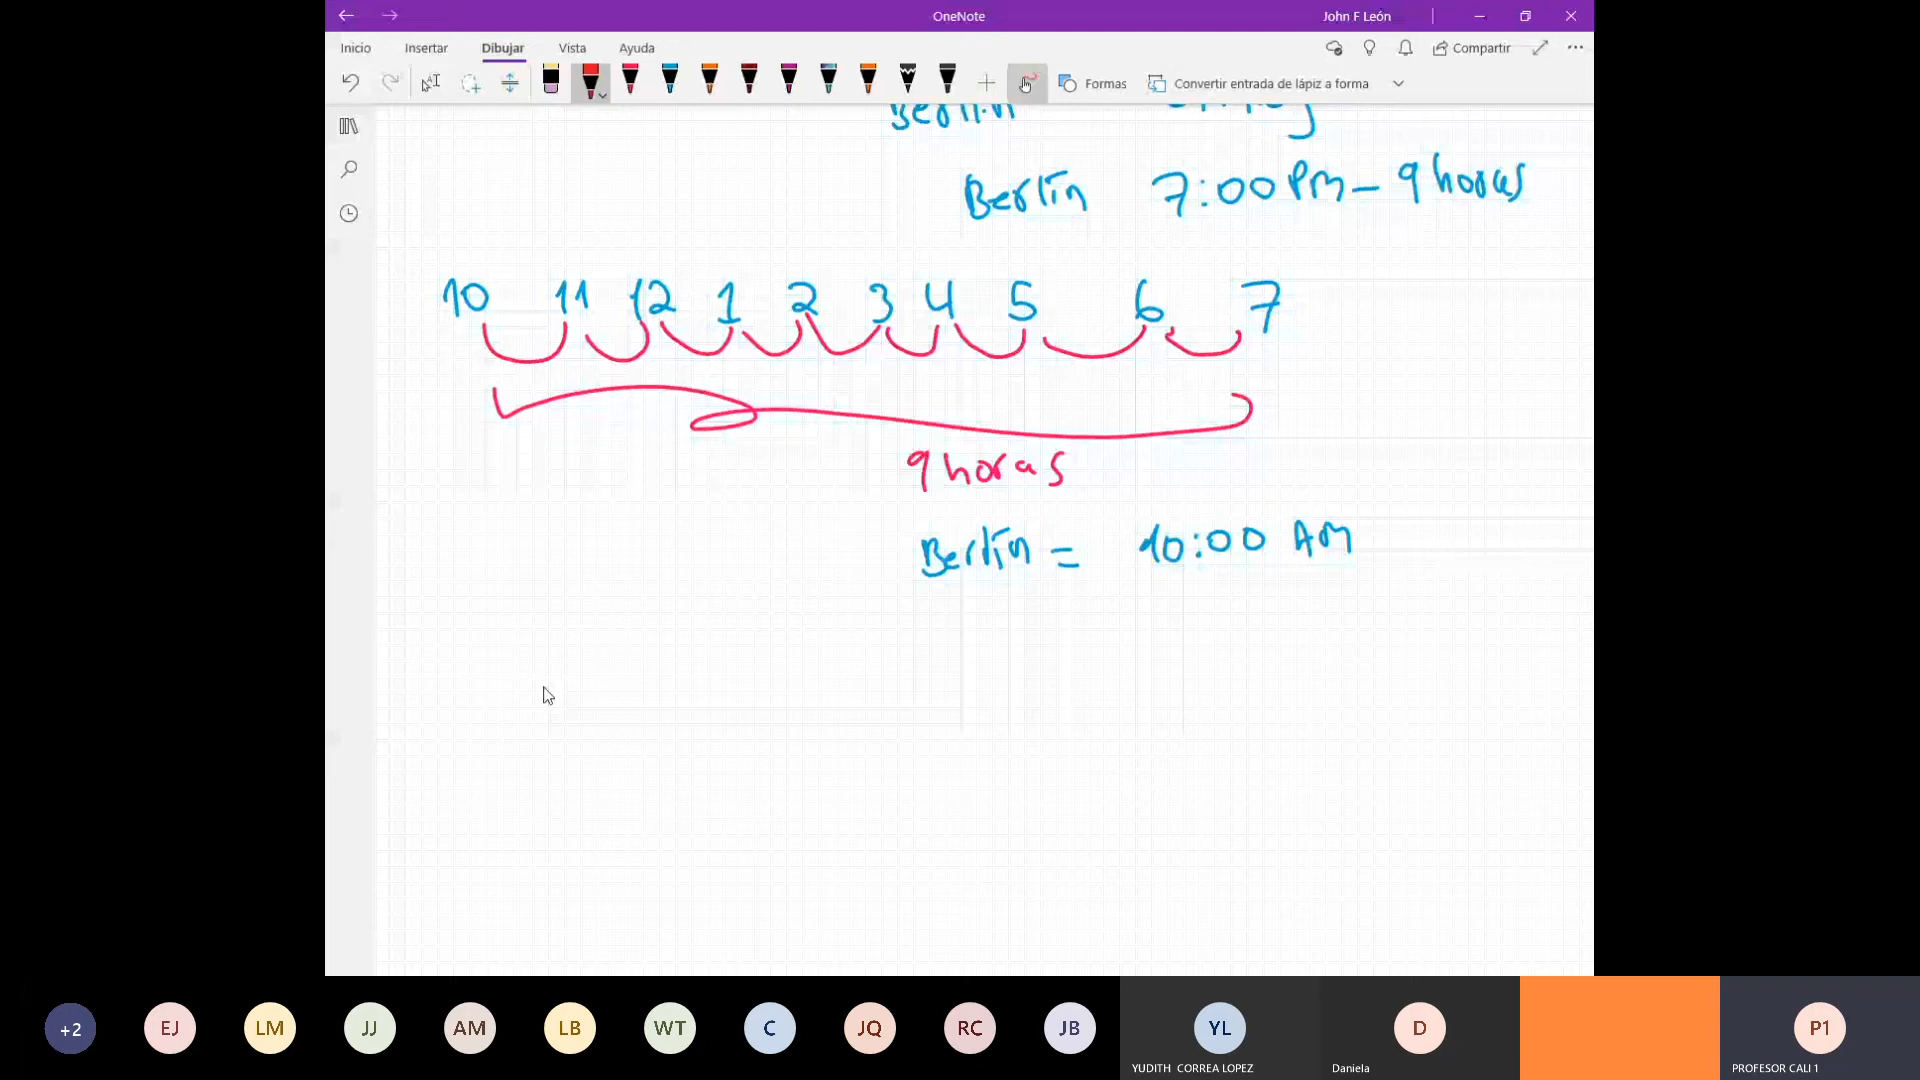 OneNote
John F León
Inicio Insertar Dibujar Vista Ayuda Compartir
Formas Convertir entrada de lápiz a forma
Berlín
Berlín 7:00 PM - 9 horas
10 11 12 1 2 3 4 5 6 7
9 horas
Berlín = 10:00 AM
+2 EJ LM JJ AM LB WT C JQ RC JB YL D P1
YUDITH CORREA LOPEZ Daniela PROFESOR CALI 1